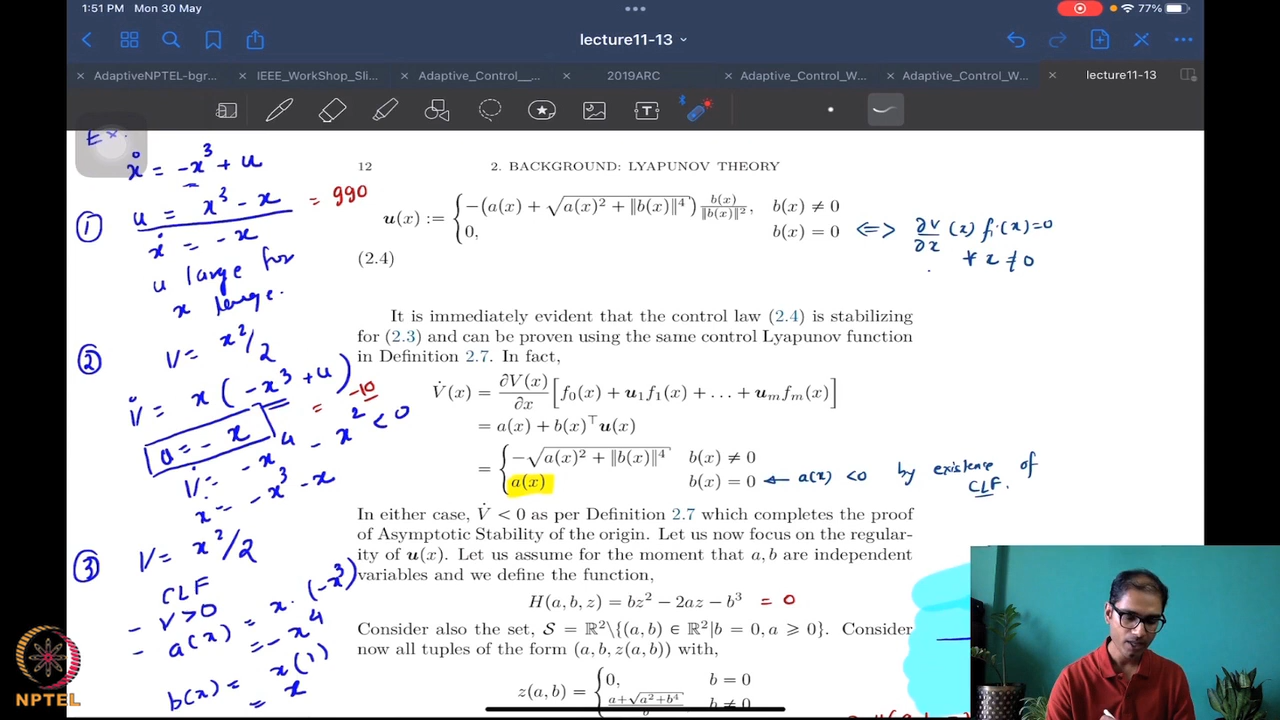 1:51 PM Mon 30 May
77%
lecture11-13
AdaptiveNPTEL-bgr...
IEEE_WorkShop_Sli...
Adaptive_Control__...
2019ARC
Adaptive_Control_W...
Adaptive_Control_W...
lecture11-13
Ex.
ẋ = -x³ + u
① u = x³ - x = 990
ẋ = -x
u large for
x large.
② V = x²/2
V̇ = x(-x³ + u)
u = -x = -10
V̇ = -x⁴ - x² < 0
ẋ = -x³ - x
③ V = x²/2
CLF
- V > 0
- a(x) = x·(-x³)
= -x⁴
b(x) = x(1)
= x
12 2. BACKGROUND: LYAPUNOV THEORY
u(x) := { -(a(x) + √(a(x)² + ‖b(x)‖⁴)) b(x)/‖b(x)‖², b(x) ≠ 0
0, b(x) = 0 ⟺ ∂V/∂x (x) fᵢ(x) = 0
∀ x ≠ 0
(2.4)
It is immediately evident that the control law (2.4) is stabilizing
for (2.3) and can be proven using the same control Lyapunov function
in Definition 2.7. In fact,
V̇(x) = ∂V(x)/∂x [f₀(x) + u₁f₁(x) + . . . + uₘfₘ(x)]
= a(x) + b(x)⊤u(x)
= { -√(a(x)² + ‖b(x)‖⁴ b(x) ≠ 0
a(x) b(x) = 0 ← a(x) < 0 by existence of
CLF.
In either case, V̇ < 0 as per Definition 2.7 which completes the proof
of Asymptotic Stability of the origin. Let us now focus on the regular-
ity of u(x). Let us assume for the moment that a, b are independent
variables and we define the function,
H(a, b, z) = bz² − 2az − b³ = 0
Consider also the set, S = ℝ²\{(a, b) ∈ ℝ²|b = 0, a ⩾ 0}. Consider
now all tuples of the form (a, b, z(a, b)) with,
z(a, b) = { 0, b = 0
a+√(a²+b⁴)/b b ≠ 0
NPTEL